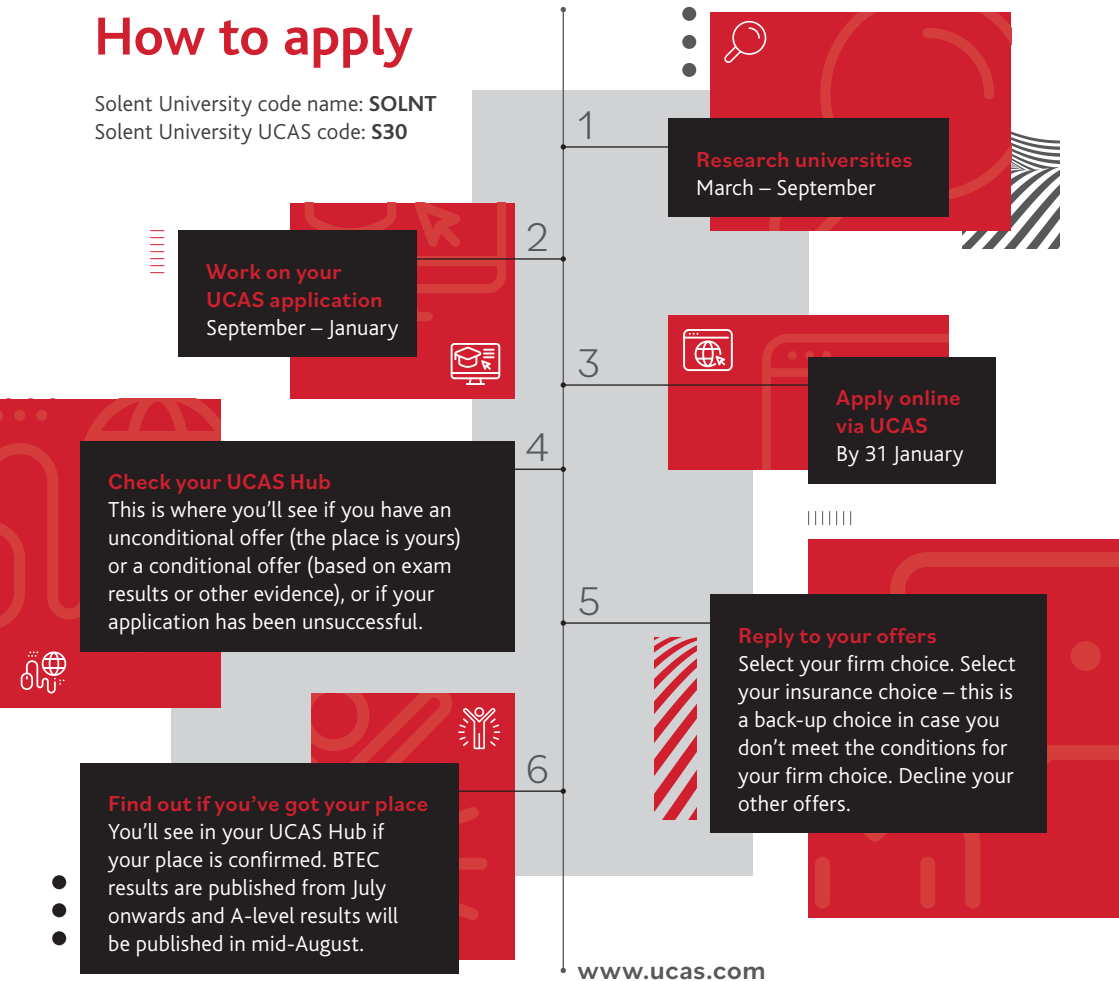 How to apply
Solent University code name: SOLNT
Solent University UCAS code: S30
1
Research universities
March – September
2
Work on your
UCAS application
September – January
3
Apply online
via UCAS
By 31 January
4
Check your UCAS Hub
This is where you’ll see if you have an
unconditional offer (the place is yours)
or a conditional offer (based on exam
results or other evidence), or if your
application has been unsuccessful.
5
Reply to your offers
Select your firm choice. Select
your insurance choice – this is
a back-up choice in case you
don’t meet the conditions for
your firm choice. Decline your
other offers.
6
Find out if you’ve got your place
You’ll see in your UCAS Hub if
your place is confirmed. BTEC
results are published from July
onwards and A-level results will
be published in mid-August.
www.ucas.com